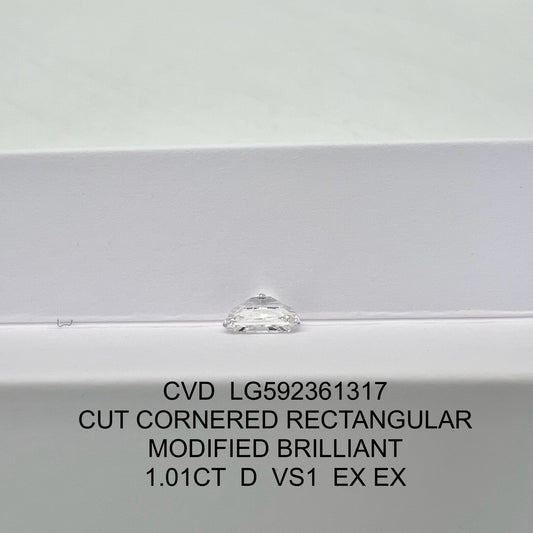 CVD LG592361317
CUT CORNERED RECTANGULAR
MODIFIED BRILLIANT
1.01CT D VS1 EX EX